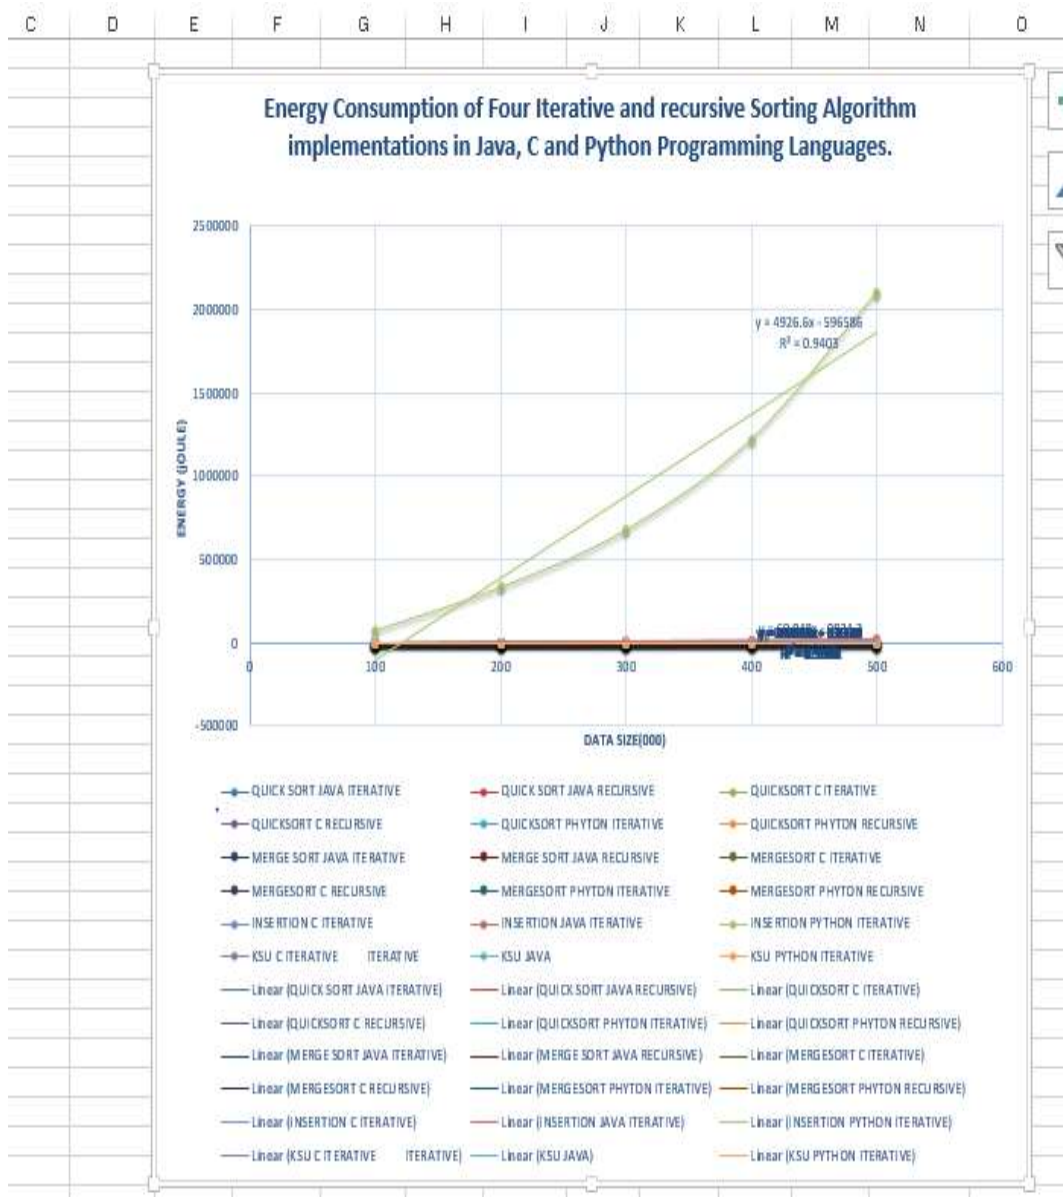 C D E F G H I J K L M N O
Energy Consumption of Four Iterative and recursive Sorting Algorithm
implementations in Java, C and Python Programming Languages.
2500000
2000000
1500000
1000000
500000
0
-500000
ENERGY (JOULE)
y = 4926.6x - 596586
R² = 0.9403
0 100 200 300 400 500 600
DATA SIZE(000)
QUICK SORT JAVA ITERATIVE QUICK SORT JAVA RECURSIVE QUICKSORT C ITERATIVE
QUICKSORT C RECURSIVE QUICKSORT PHYTON ITERATIVE QUICKSORT PHYTON RECURSIVE
MERGE SORT JAVA ITERATIVE MERGE SORT JAVA RECURSIVE MERGESORT C ITERATIVE
MERGESORT C RECURSIVE MERGESORT PHYTON ITERATIVE MERGESORT PHYTON RECURSIVE
INSERTION C ITERATIVE INSERTION JAVA ITERATIVE INSERTION PYTHON ITERATIVE
KSU C ITERATIVE ITERATIVE KSU JAVA KSU PYTHON ITERATIVE
Linear (QUICK SORT JAVA ITERATIVE) Linear (QUICK SORT JAVA RECURSIVE) Linear (QUICKSORT C ITERATIVE)
Linear (QUICKSORT C RECURSIVE) Linear (QUICKSORT PHYTON ITERATIVE) Linear (QUICKSORT PHYTON RECURSIVE)
Linear (MERGE SORT JAVA ITERATIVE) Linear (MERGE SORT JAVA RECURSIVE) Linear (MERGESORT C ITERATIVE)
Linear (MERGESORT C RECURSIVE) Linear (MERGESORT PHYTON ITERATIVE) Linear (MERGESORT PHYTON RECURSIVE)
Linear (INSERTION C ITERATIVE) Linear (INSERTION JAVA ITERATIVE) Linear (INSERTION PYTHON ITERATIVE)
Linear (KSU C ITERATIVE ITERATIVE) Linear (KSU JAVA) Linear (KSU PYTHON ITERATIVE)